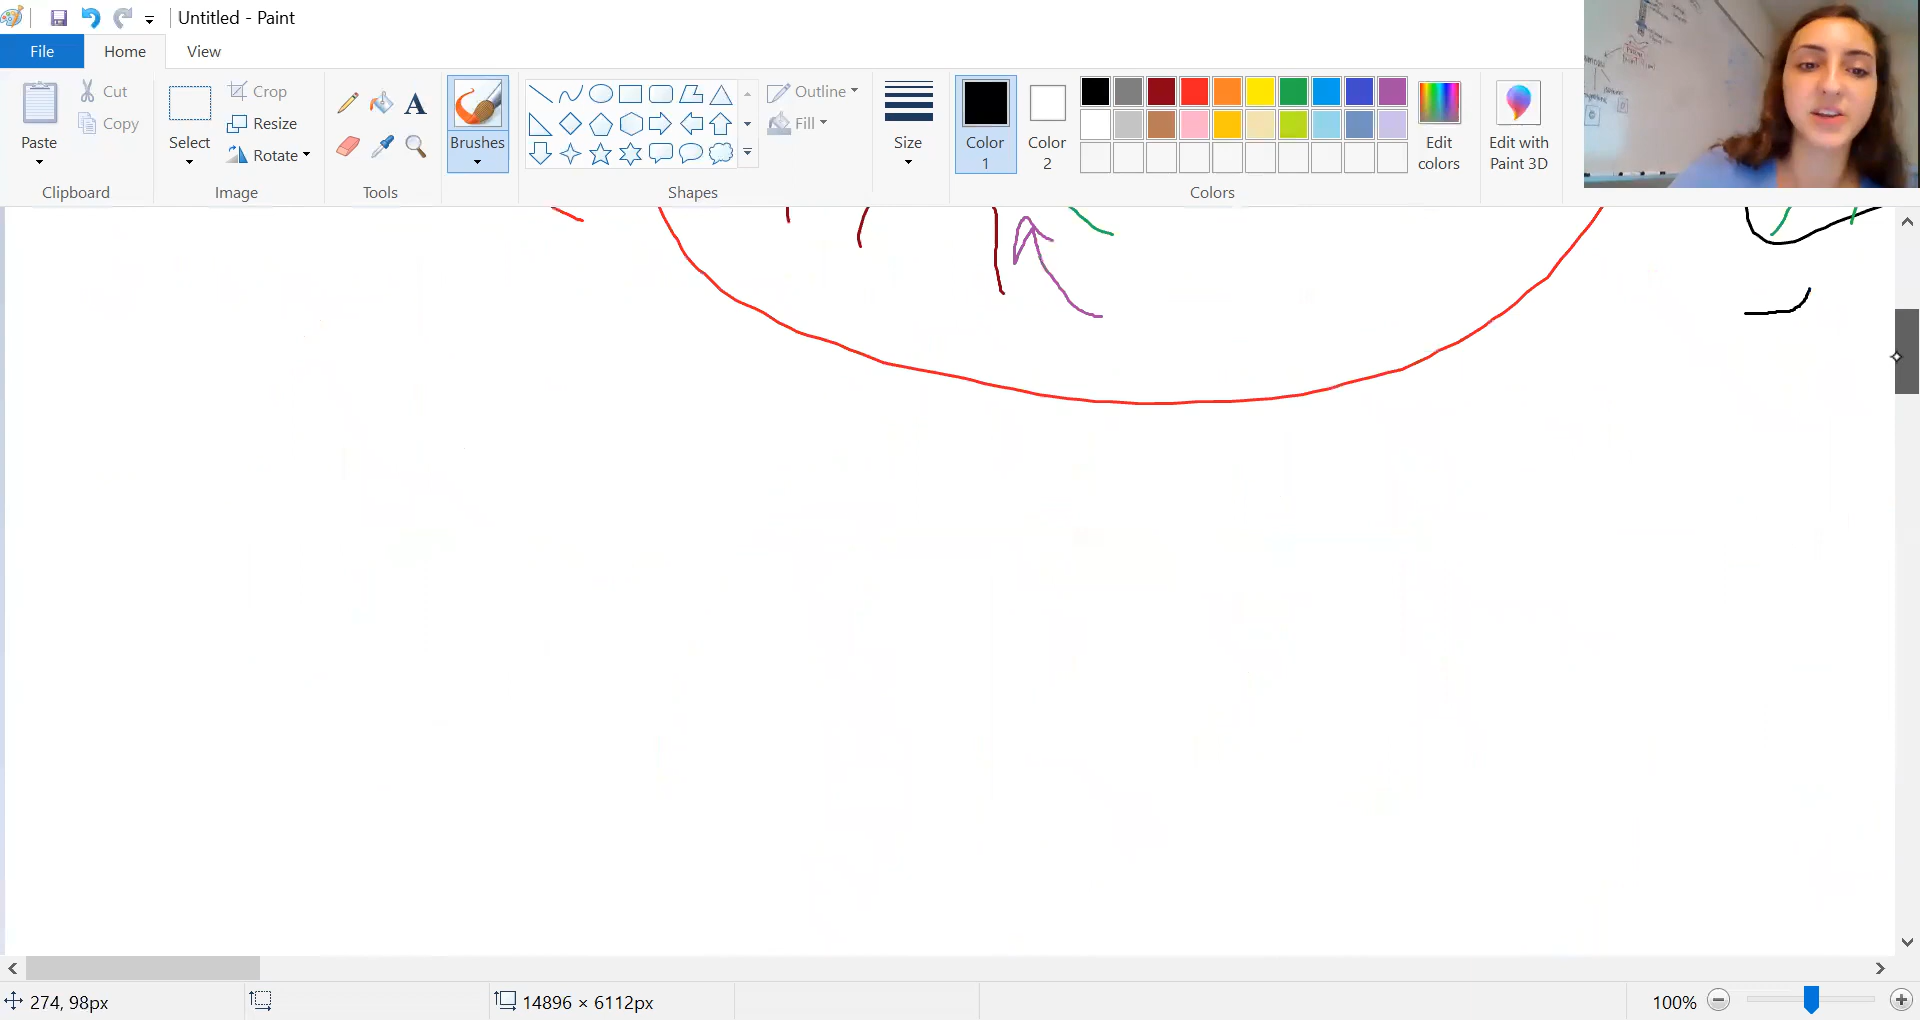 Untitled - Paint
File Home View
Paste
Cut
Copy
Clipboard
Select
Crop
Resize
Rotate
Image
A
Tools
Brushes
Outline
Fill
Shapes
Size
Color 1
Color 2
Edit colors
Colors
Edit with Paint 3D
274, 98px
14896 × 6112px
100%